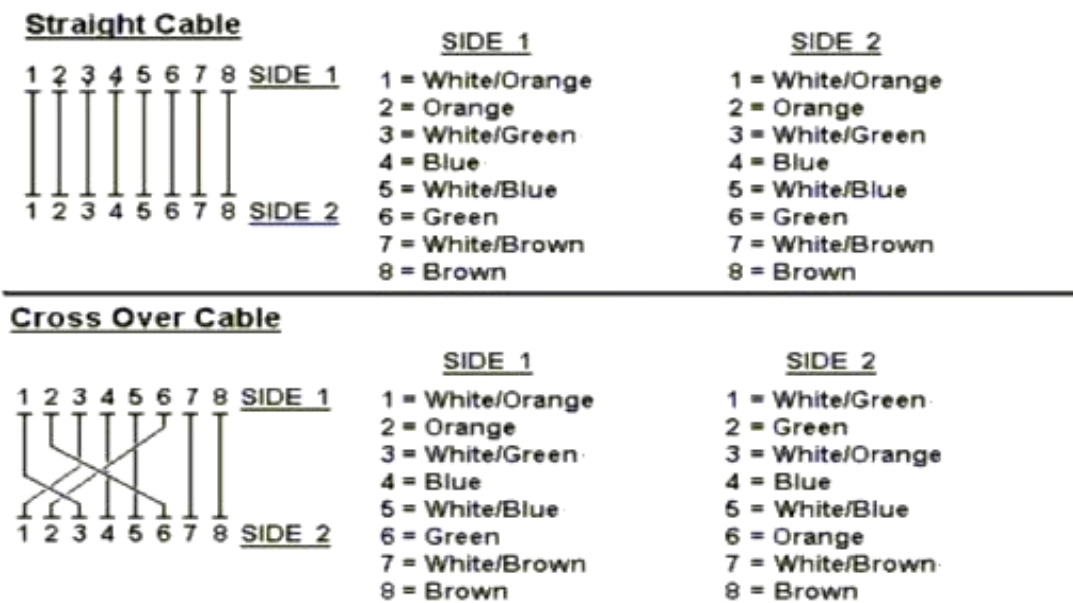 Straight Cable
1 2 3 4 5 6 7 8 SIDE 1
1 2 3 4 5 6 7 8 SIDE 2
SIDE 1
1 = White/Orange
2 = Orange
3 = White/Green
4 = Blue
5 = White/Blue
6 = Green
7 = White/Brown
8 = Brown
SIDE 2
1 = White/Orange
2 = Orange
3 = White/Green
4 = Blue
5 = White/Blue
6 = Green
7 = White/Brown
8 = Brown
Cross Over Cable
1 2 3 4 5 6 7 8 SIDE 1
1 2 3 4 5 6 7 8 SIDE 2
SIDE 1
1 = White/Orange
2 = Orange
3 = White/Green
4 = Blue
5 = White/Blue
6 = Green
7 = White/Brown
8 = Brown
SIDE 2
1 = White/Green
2 = Green
3 = White/Orange
4 = Blue
5 = White/Blue
6 = Orange
7 = White/Brown
8 = Brown